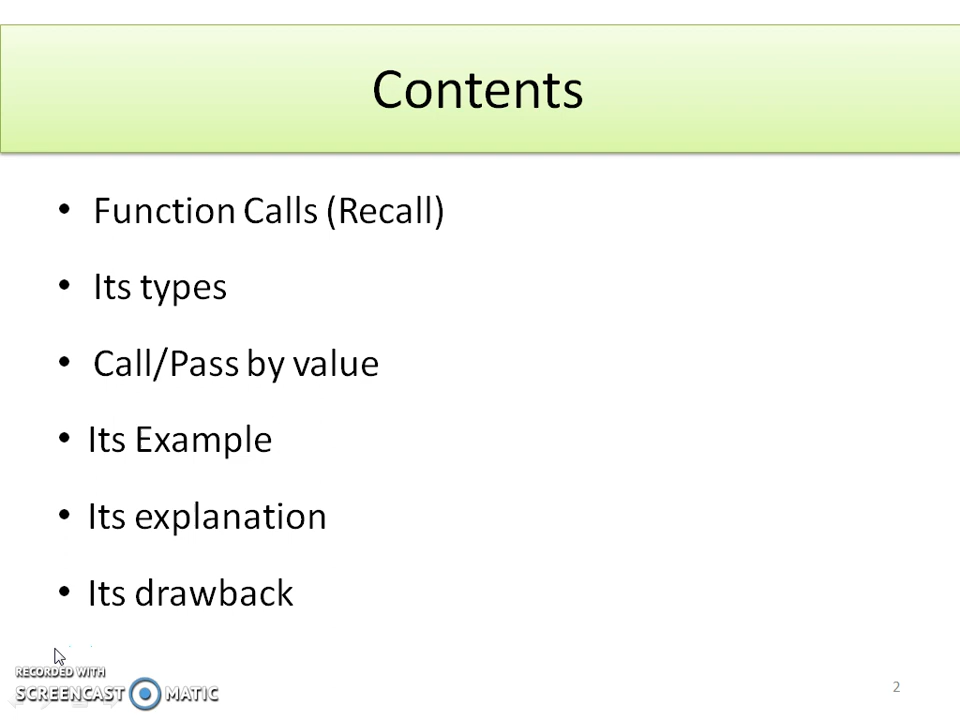 Contents
• Function Calls (Recall)
• Its types
• Call/Pass by value
• Its Example
• Its explanation
• Its drawback
RECORDED WITH
SCREENCAST MATIC
2